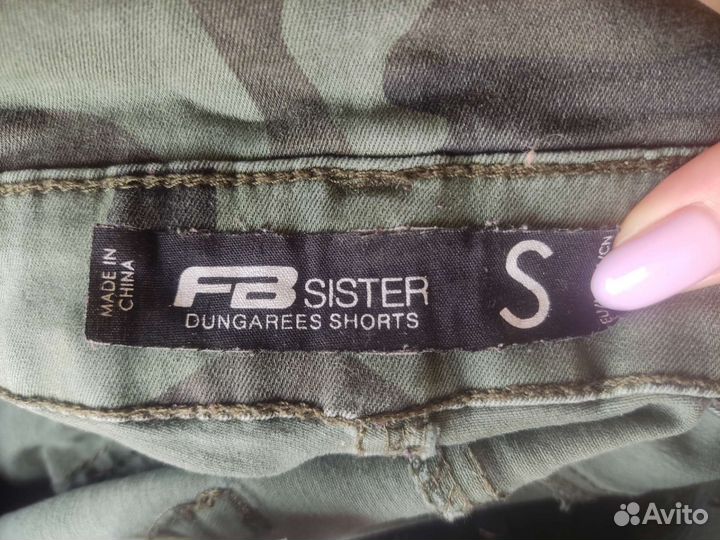 MADE IN
CHINA
FB SISTER
DUNGAREES SHORTS
S
Avito